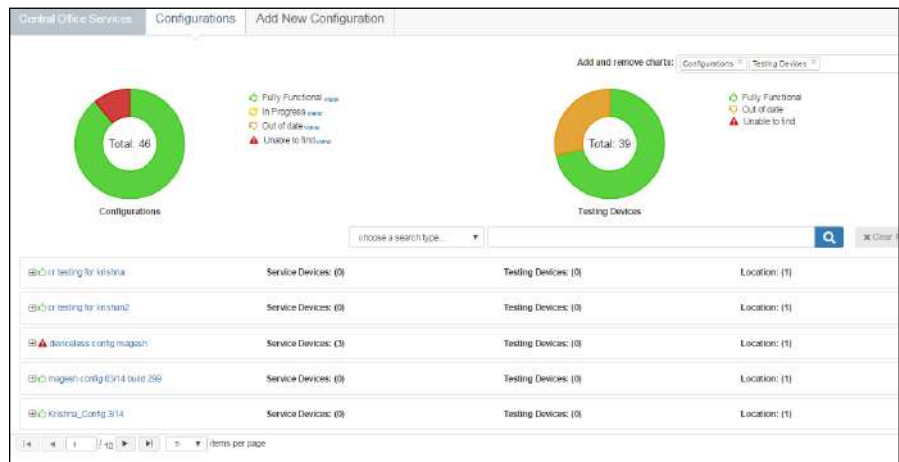 Central Office Services Configurations Add New Configuration
Add and remove charts: Configurations Testing Devices
Fully Functional
In Progress
Out of date
Unable to find
Total: 46
Configurations
Fully Functional
Out of date
Unable to find
Total: 39
Testing Devices
choose a search type...
Clear
cr testing for krishna Service Devices: (0) Testing Devices: (0) Location: (1)
cr testing for krishan2 Service Devices: (0) Testing Devices: (0) Location: (1)
deviceless config magesh Service Devices: (3) Testing Devices: (0) Location: (1)
magesh config 03/14 build 299 Service Devices: (0) Testing Devices: (0) Location: (1)
Krishna_Config 3/14 Service Devices: (0) Testing Devices: (0) Location: (1)
1 / 10 5 items per page